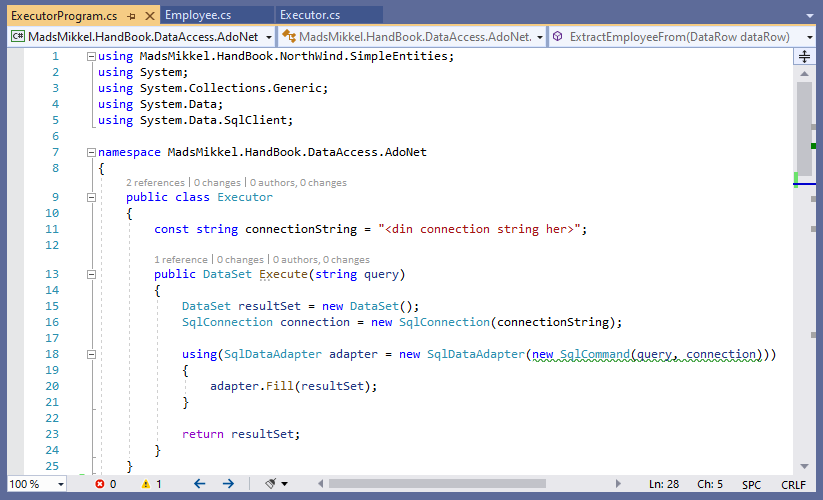 ExecutorProgram.cs Employee.cs Executor.cs
C# MadsMikkel.HandBook.DataAccess.AdoNet MadsMikkel.HandBook.DataAccess.AdoNet. ExtractEmployeeFrom(DataRow dataRow)
1 using MadsMikkel.HandBook.NorthWind.SimpleEntities;
2 using System;
3 using System.Collections.Generic;
4 using System.Data;
5 using System.Data.SqlClient;
6
7 namespace MadsMikkel.HandBook.DataAccess.AdoNet
8 {
2 references | 0 changes | 0 authors, 0 changes
9 public class Executor
10 {
11 const string connectionString = "<din connection string her>";
12
1 reference | 0 changes | 0 authors, 0 changes
13 public DataSet Execute(string query)
14 {
15 DataSet resultSet = new DataSet();
16 SqlConnection connection = new SqlConnection(connectionString);
17
18 using(SqlDataAdapter adapter = new SqlDataAdapter(new SqlCommand(query, connection)))
19 {
20 adapter.Fill(resultSet);
21 }
22
23 return resultSet;
24 }
25 }
100 % 0 1 Ln: 28 Ch: 5 SPC CRLF